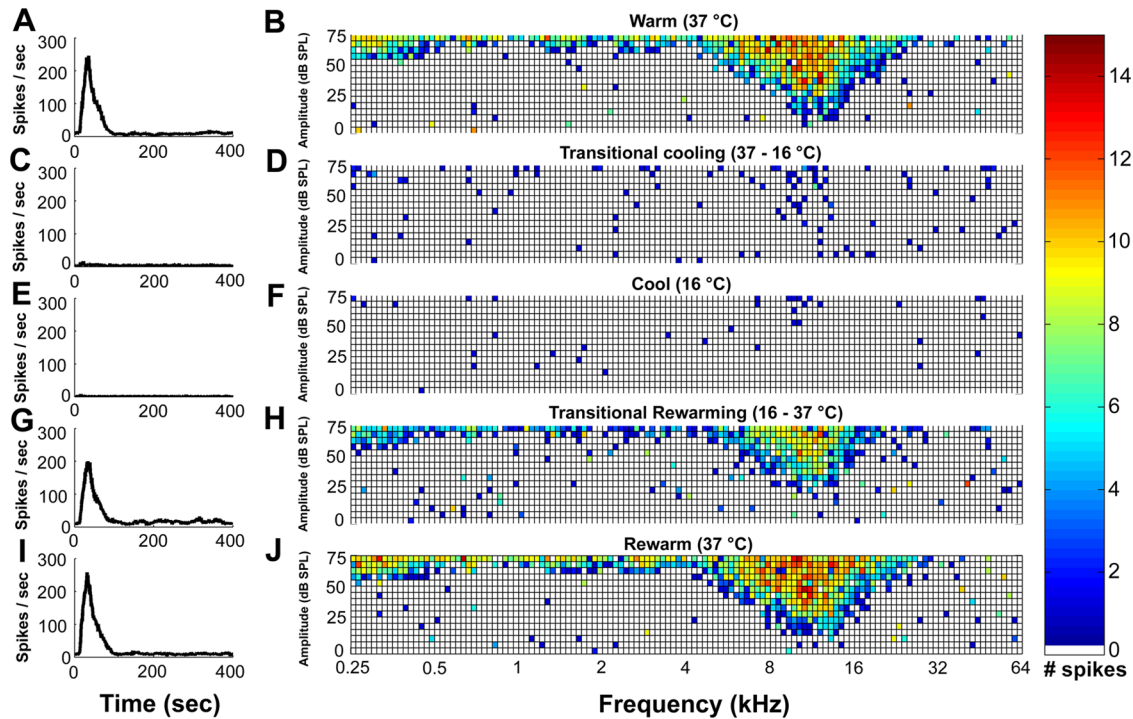 A
Spikes / sec
300
200
100
0
0 200 400
B
Warm (37 °C)
Amplitude (dB SPL)
75
50
25
0
C
Spikes / sec
300
200
100
0
0 200 400
D
Transitional cooling (37 - 16 °C)
Amplitude (dB SPL)
75
50
25
0
E
Spikes / sec
300
200
100
0
0 200 400
F
Cool (16 °C)
Amplitude (dB SPL)
75
50
25
0
G
Spikes / sec
300
200
100
0
0 200 400
H
Transitional Rewarming (16 - 37 °C)
Amplitude (dB SPL)
75
50
25
0
I
Spikes / sec
300
200
100
0
0 200 400
Time (sec)
J
Rewarm (37 °C)
Amplitude (dB SPL)
75
50
25
0
0.25 0.5 1 2 4 8 16 32 64
Frequency (kHz)
14
12
10
8
6
4
2
0
# spikes